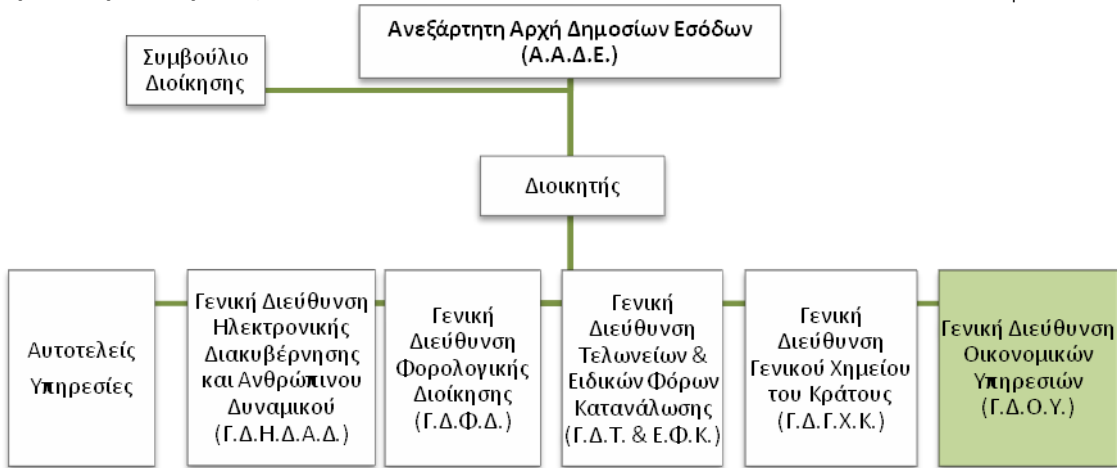 Ανεξάρτητη Αρχή Δημοσίων Εσόδων
(Α.Α.Δ.Ε.)
Συμβούλιο
Διοίκησης
Διοικητής
Αυτοτελείς
Υπηρεσίες
Γενική Διεύθυνση
Ηλεκτρονικής
Διακυβέρνησης
και Ανθρώπινου
Δυναμικού
(Γ.Δ.Η.Δ.Α.Δ.)
Γενική
Διεύθυνση
Φορολογικής
Διοίκησης
(Γ.Δ.Φ.Δ.)
Γενική
Διεύθυνση
Τελωνείων &
Ειδικών Φόρων
Κατανάλωσης
(Γ.Δ.Τ. & Ε.Φ.Κ.)
Γενική
Διεύθυνση
Γενικού Χημείου
του Κράτους
(Γ.Δ.Γ.Χ.Κ.)
Γενική Διεύθυνση
Οικονομικών
Υπηρεσιών
(Γ.Δ.Ο.Υ.)